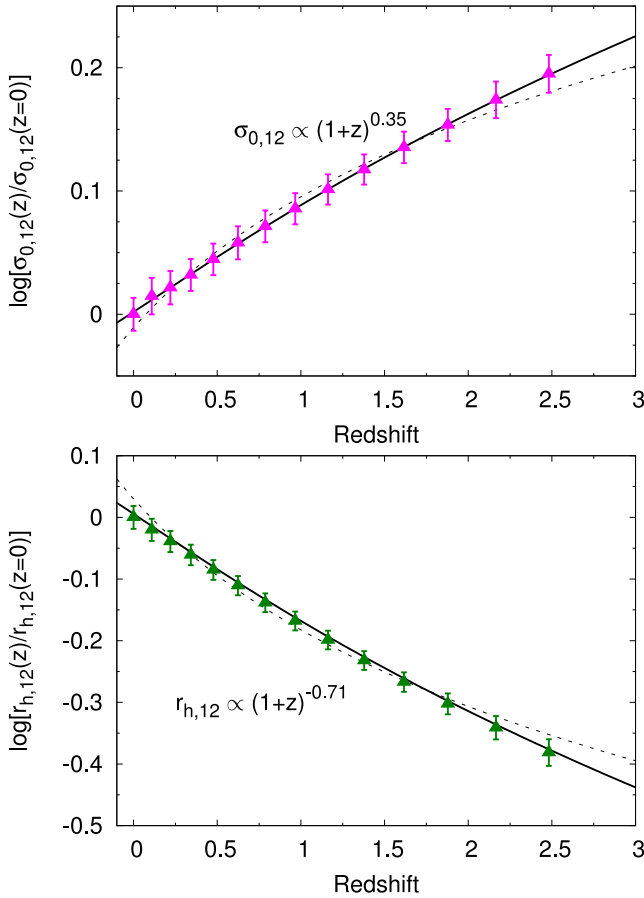 log[σ0,12(z)/σ0,12(z=0)]
0.2
0.1
0
σ0,12 ∝ (1+z)^0.35
0 0.5 1 1.5 2 2.5 3
Redshift
log[rh,12(z)/rh,12(z=0)]
0.1
0
-0.1
-0.2
-0.3
-0.4
-0.5
rh,12 ∝ (1+z)^-0.71
0 0.5 1 1.5 2 2.5 3
Redshift